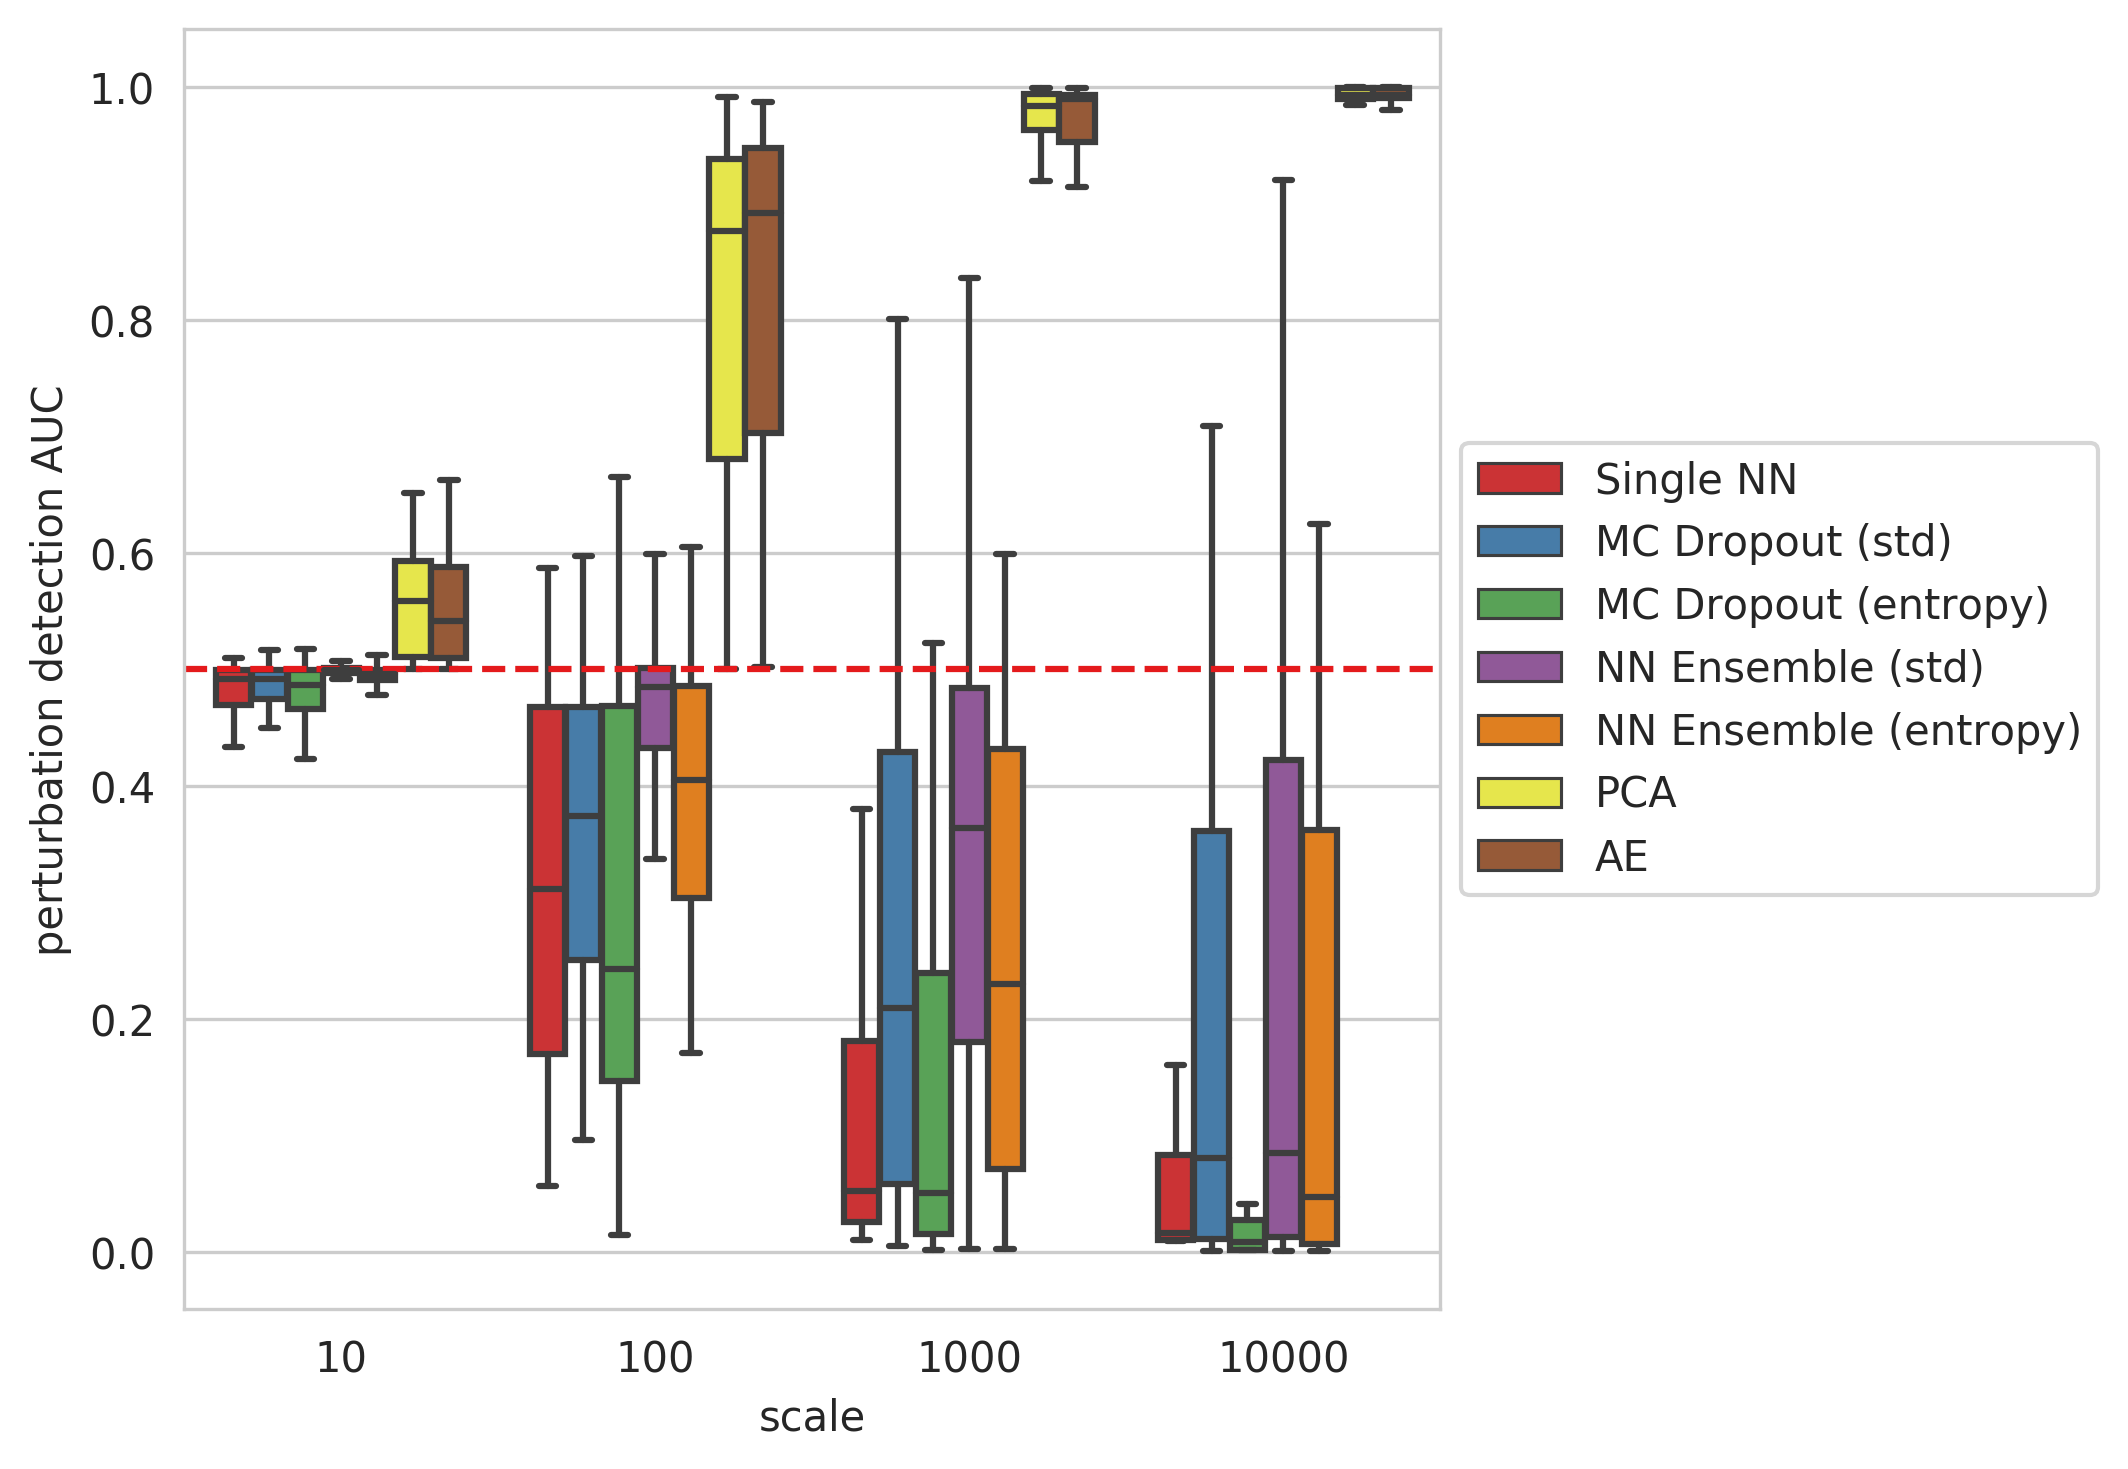 1.0
0.8
0.6
0.4
0.2
0.0
perturbation detection AUC
10
100
1000
10000
scale
Single NN
MC Dropout (std)
MC Dropout (entropy)
NN Ensemble (std)
NN Ensemble (entropy)
PCA
AE